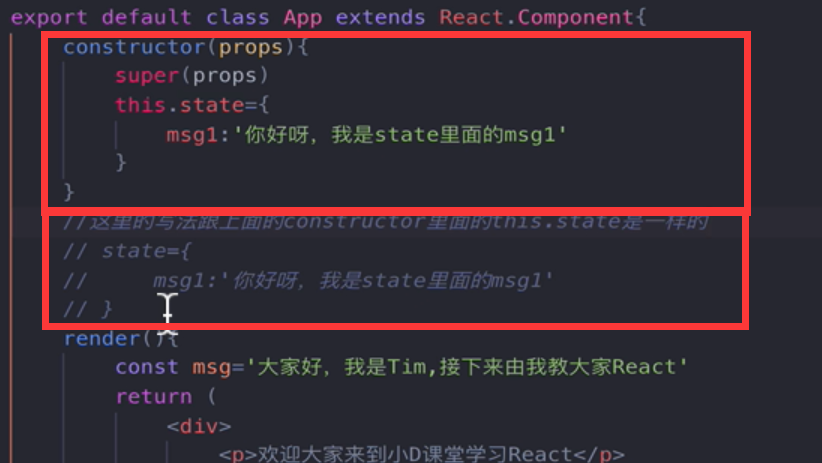 export default class App extends React.Component{
constructor(props){
super(props)
this.state={
msg1:'你好呀，我是state里面的msg1'
}
}
//这里的写法跟上面的constructor里面的this.state是一样的
// state={
//     msg1:'你好呀，我是state里面的msg1'
// }
render(){
const msg='大家好，我是Tim,接下来由我教大家React'
return (
<div>
<p>欢迎大家来到小D课堂学习React</p>